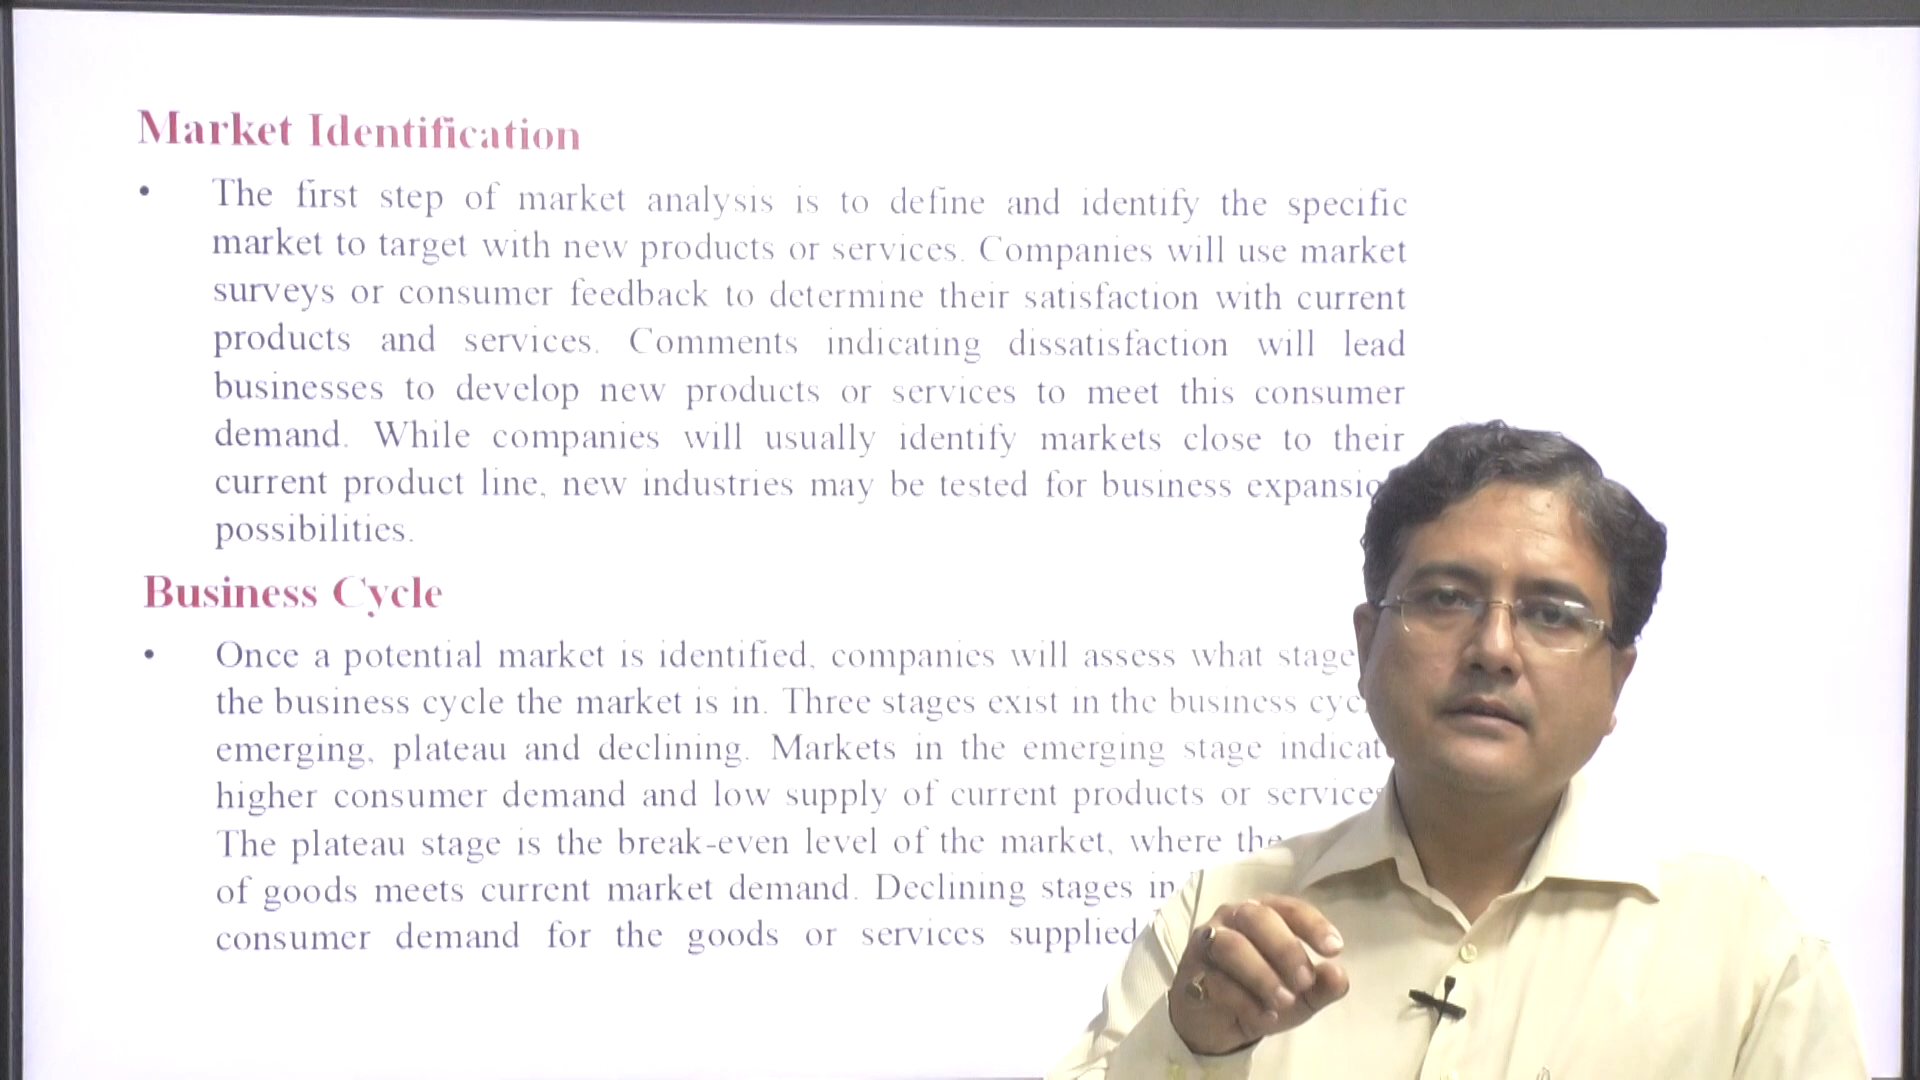 Market Identification
• The first step of market analysis is to define and identify the specific
market to target with new products or services. Companies will use market
surveys or consumer feedback to determine their satisfaction with current
products and services. Comments indicating dissatisfaction will lead
businesses to develop new products or services to meet this consumer
demand. While companies will usually identify markets close to their
current product line, new industries may be tested for business
possibilities.
Business Cycle
• Once a potential market is identified, companies will assess what stage
the business cycle the market is in. Three stages exist in the business
emerging, plateau and declining. Markets in the emerging stage
higher consumer demand and low supply of current products or
The plateau stage is the break-even level of the market, where the
of goods meets current market demand. Declining stages
consumer demand for the goods or services supplied